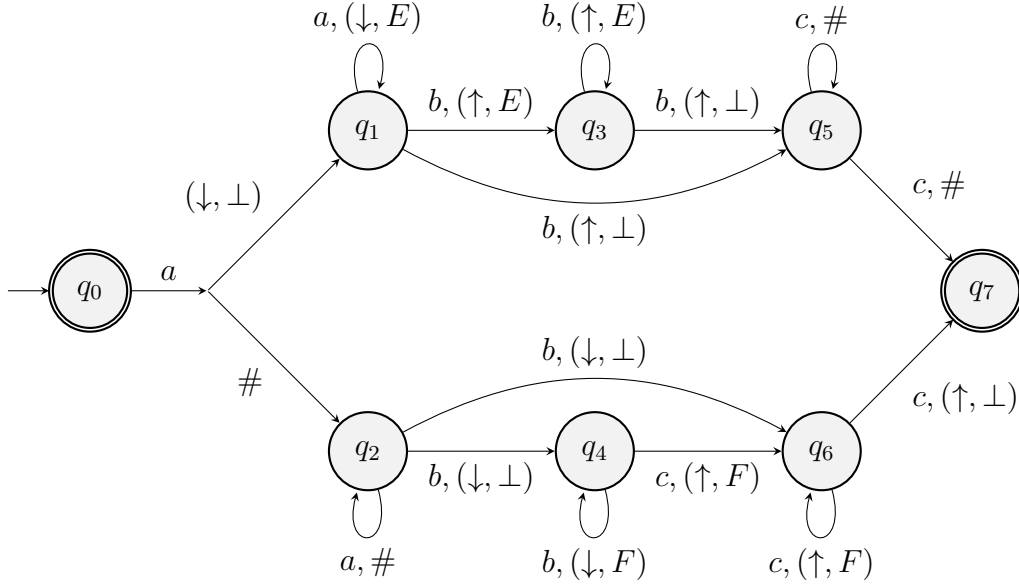 a, (↓, E)
b, (↑, E)
c, #
q₁
b, (↑, E)
q₃
b, (↑, ⊥)
q₅
(↓, ⊥)
b, (↑, ⊥)
c, #
q₀
a
q₇
b, (↓, ⊥)
#
c, (↑, ⊥)
q₂
b, (↓, ⊥)
q₄
c, (↑, F)
q₆
a, #
b, (↓, F)
c, (↑, F)